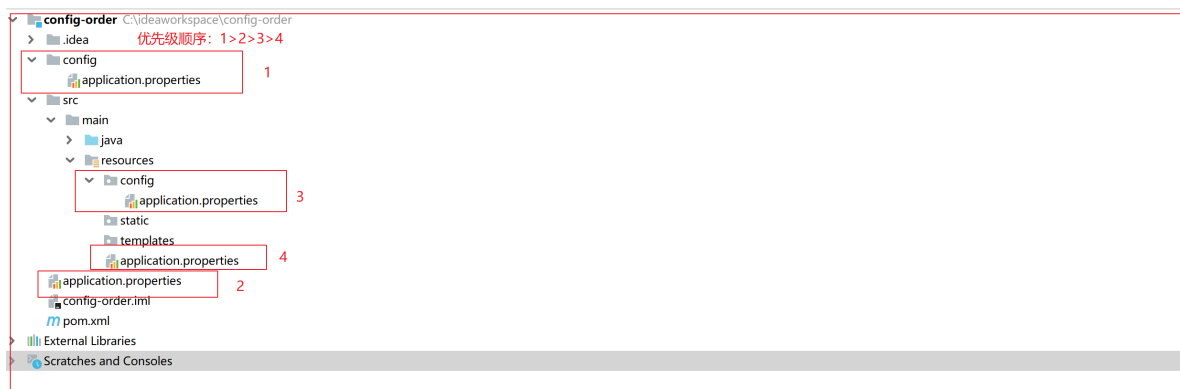 config-order C:\ideaworkspace\config-order
.idea 优先级顺序：1>2>3>4
config
application.properties 1
src
main
java
resources
config
application.properties 3
static
templates
application.properties 4
application.properties 2
config-order.iml
pom.xml
External Libraries
Scratches and Consoles